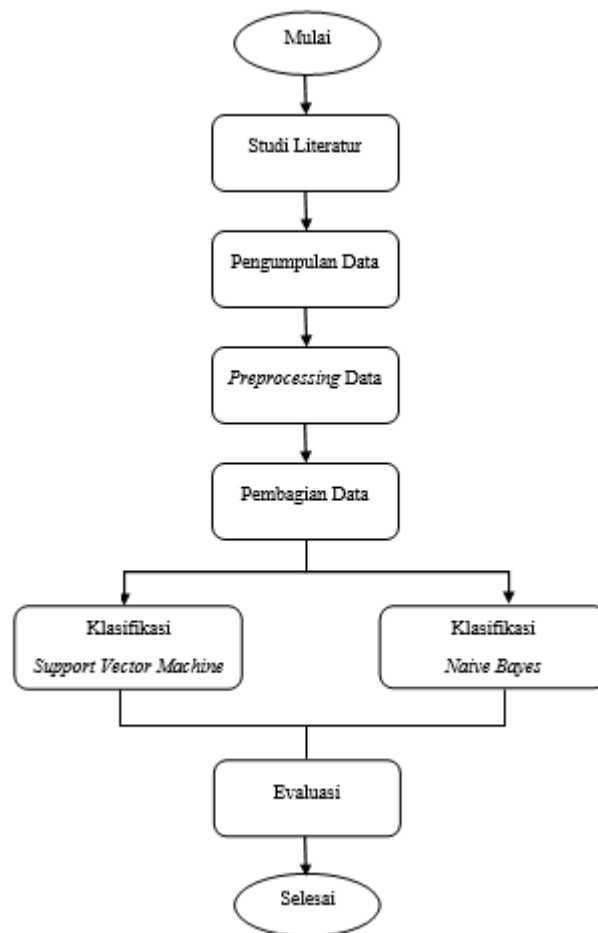 Mulai
Studi Literatur
Pengumpulan Data
Preprocessing Data
Pembagian Data
Klasifikasi
Support Vector Machine
Klasifikasi
Naive Bayes
Evaluasi
Selesai